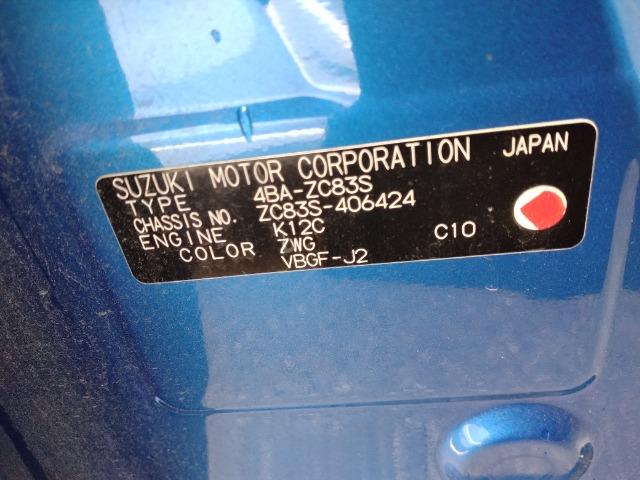 SUZUKI MOTOR CORPORATION JAPAN
TYPE 4BA-ZC83S
CHASSIS NO. ZC83S-406424
ENGINE K12C C10
COLOR ZWG
VBGF-J2